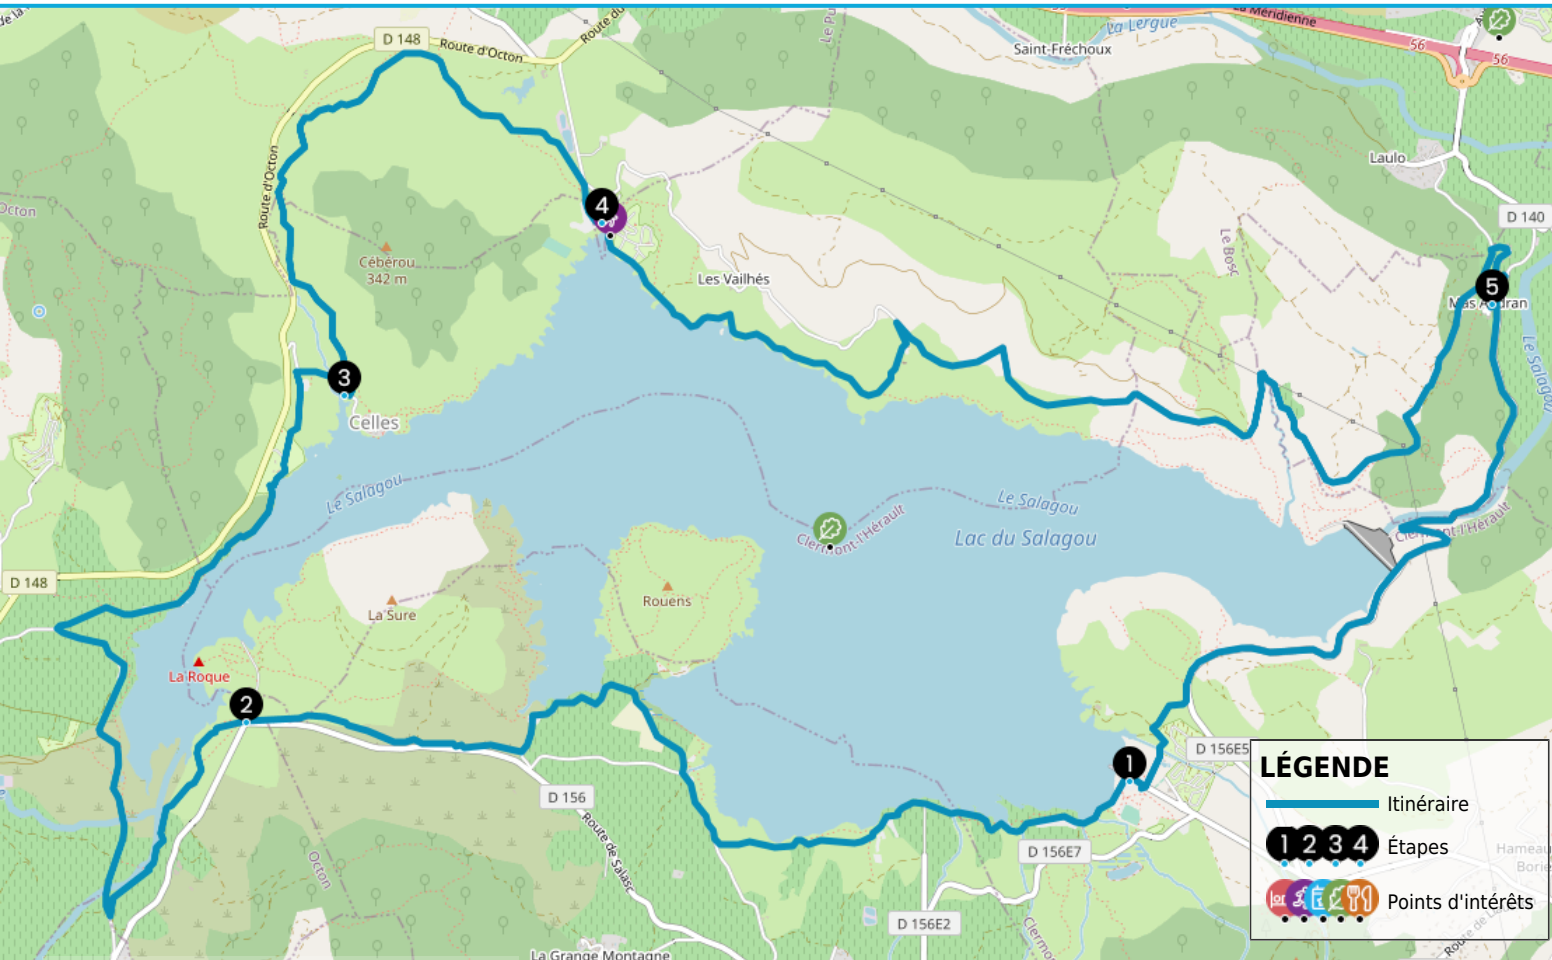 La Méridienne
La Lergue
D 148
Route d'Octon
Route du
Saint-Fréchoux
56
56
Laulo
Octon
Route d'Octon
4
D 140
Cébérou
342 m
Les Vailhés
Le Bosc
5
3
Celles
Le Salagou
Le Salagou
Le Salagou
Clermont-l'Hérault
Clermont-l'Hérault
Lac du Salagou
D 148
La Sure
Rouens
La Roque
2
1
D 156E5
D 156
Route de Salasc
D 156E7
Octon
D 156E2
La Grange Montagne
LÉGENDE
Itinéraire
1 2 3 4
Étapes
Points d'intérêts